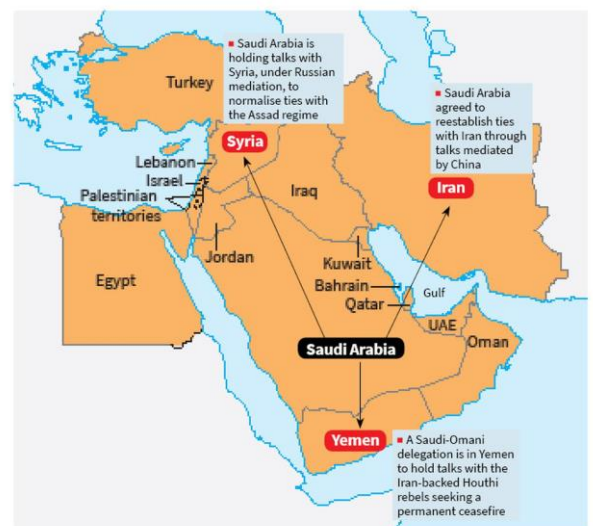 ▪ Saudi Arabia is
holding talks with
Syria, under Russian
mediation, to
normalise ties with
the Assad regime
▪ Saudi Arabia
agreed to
reestablish ties
with Iran through
talks mediated
by China
Turkey
Syria
Lebanon
Israel
Palestinian
territories
Iraq
Iran
Jordan
Kuwait
Egypt
Bahrain
Qatar
Gulf
UAE
Oman
Saudi Arabia
Yemen
▪ A Saudi-Omani
delegation is in Yemen
to hold talks with the
Iran-backed Houthi
rebels seeking a
permanent ceasefire